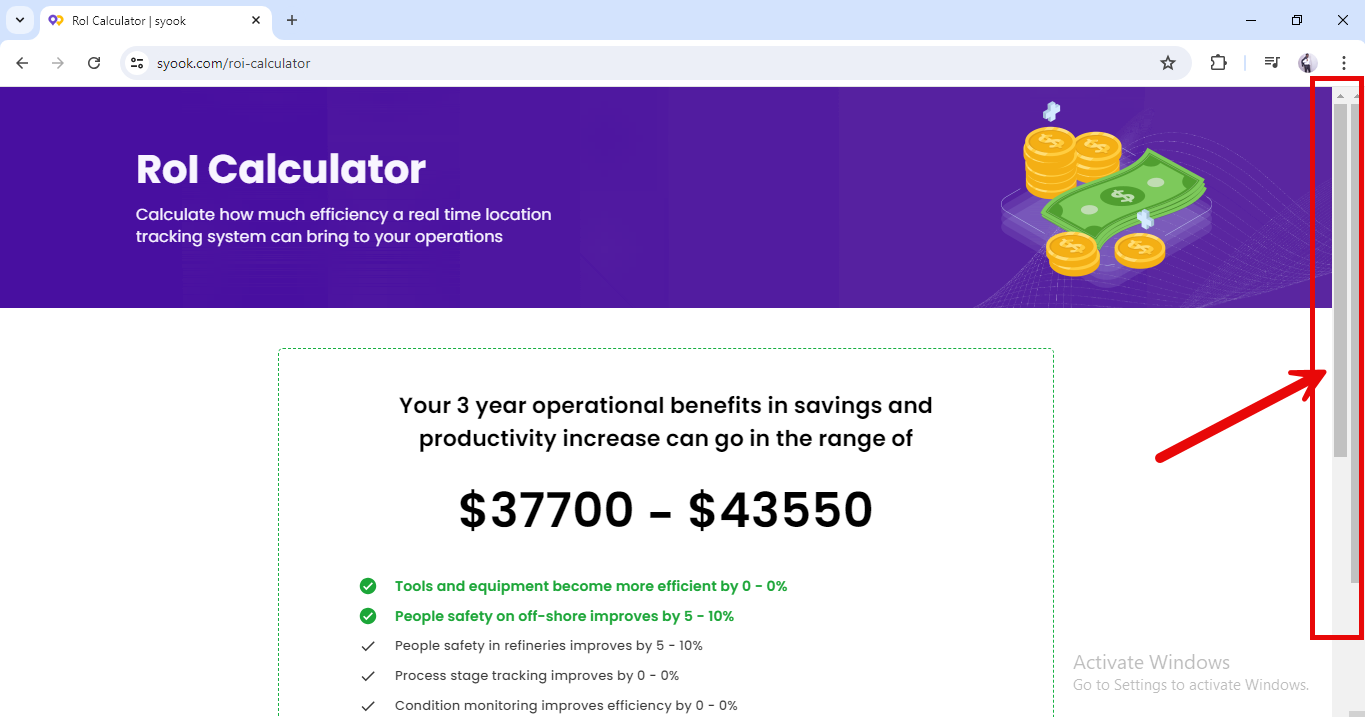 RoI Calculator | syook
syook.com/roi-calculator
RoI Calculator
Calculate how much efficiency a real time location
tracking system can bring to your operations
Your 3 year operational benefits in savings and
productivity increase can go in the range of
$37700 - $43550
Tools and equipment become more efficient by 0 - 0%
People safety on off-shore improves by 5 - 10%
People safety in refineries improves by 5 - 10%
Process stage tracking improves by 0 - 0%
Condition monitoring improves efficiency by 0 - 0%
Activate Windows
Go to Settings to activate Windows.